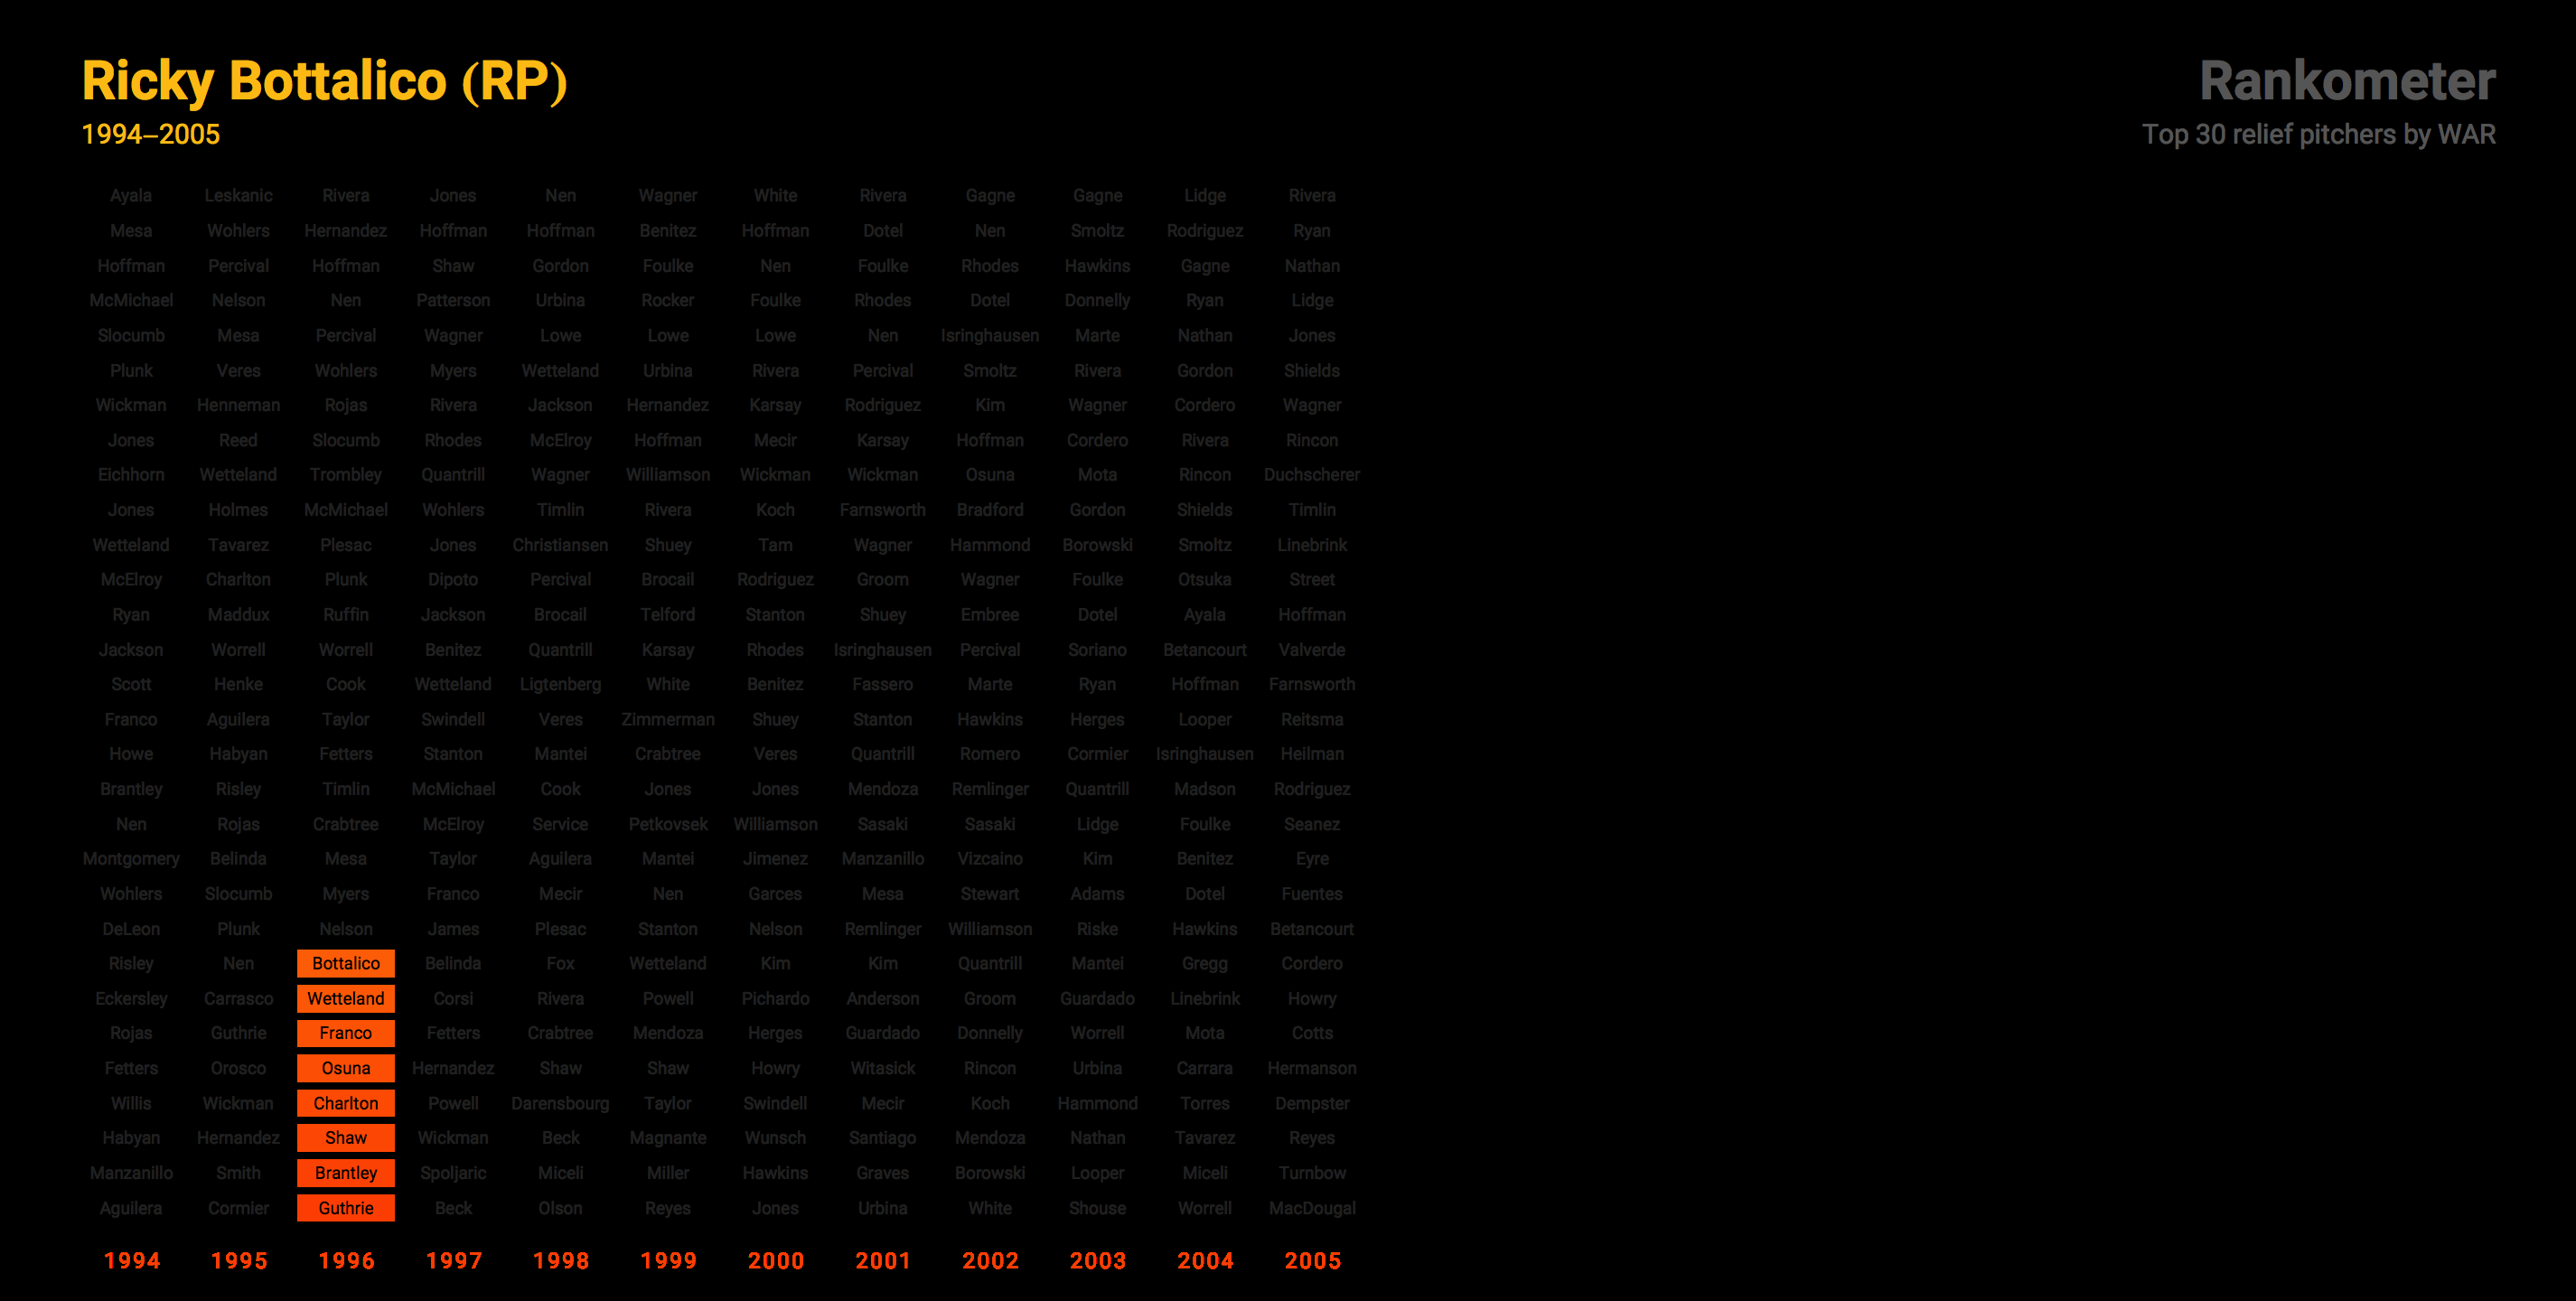 Ricky Bottalico (RP)
1994–2005
Rankometer
Top 30 relief pitchers by WAR
Ayala Leskanic Rivera Jones Nen Wagner White Rivera Gagne Gagne Lidge Rivera
Mesa Wohlers Hernandez Hoffman Hoffman Benitez Hoffman Dotel Nen Smoltz Rodriguez Ryan
Hoffman Percival Hoffman Shaw Gordon Foulke Nen Foulke Rhodes Hawkins Gagne Nathan
McMichael Nelson Nen Patterson Urbina Rocker Foulke Rhodes Dotel Donnelly Ryan Lidge
Slocumb Mesa Percival Wagner Lowe Lowe Lowe Nen Isringhausen Marte Nathan Jones
Plunk Veres Wohlers Myers Wetteland Urbina Rivera Percival Smoltz Rivera Gordon Shields
Wickman Henneman Rojas Rivera Jackson Hernandez Karsay Rodriguez Kim Wagner Cordero Wagner
Jones Reed Slocumb Rhodes McElroy Hoffman Mecir Karsay Hoffman Cordero Rivera Rincon
Eichhorn Wetteland Trombley Quantrill Wagner Williamson Wickman Wickman Osuna Mota Rincon Duchscherer
Jones Holmes McMichael Wohlers Timlin Rivera Koch Farnsworth Bradford Gordon Shields Timlin
Wetteland Tavarez Plesac Jones Christiansen Shuey Tam Wagner Hammond Borowski Smoltz Linebrink
McElroy Charlton Plunk Dipoto Percival Brocail Rodriguez Groom Wagner Foulke Otsuka Street
Ryan Maddux Ruffin Jackson Brocail Telford Stanton Shuey Embree Dotel Ayala Hoffman
Jackson Worrell Worrell Benitez Quantrill Karsay Rhodes Isringhausen Percival Soriano Betancourt Valverde
Scott Henke Cook Wetteland Ligtenberg White Benitez Fassero Marte Ryan Hoffman Farnsworth
Franco Aguilera Taylor Swindell Veres Zimmerman Shuey Stanton Hawkins Herges Looper Reitsma
Howe Habyan Fetters Stanton Mantei Crabtree Veres Quantrill Romero Cormier Isringhausen Heilman
Brantley Risley Timlin McMichael Cook Jones Jones Mendoza Remlinger Quantrill Madson Rodriguez
Nen Rojas Crabtree McElroy Service Petkovsek Williamson Sasaki Sasaki Lidge Foulke Seanez
Montgomery Belinda Mesa Taylor Aguilera Mantei Jimenez Manzanillo Vizcaino Kim Benitez Eyre
Wohlers Slocumb Myers Franco Mecir Nen Garces Mesa Stewart Adams Dotel Fuentes
DeLeon Plunk Nelson James Plesac Stanton Nelson Remlinger Williamson Riske Hawkins Betancourt
Risley Nen Bottalico Belinda Fox Wetteland Kim Kim Quantrill Mantei Gregg Cordero
Eckersley Carrasco Wetteland Corsi Rivera Powell Pichardo Anderson Groom Guardado Linebrink Howry
Rojas Guthrie Franco Fetters Crabtree Mendoza Herges Guardado Donnelly Worrell Mota Cotts
Fetters Orosco Osuna Hernandez Shaw Shaw Howry Witasick Rincon Urbina Carrara Hermanson
Willis Wickman Charlton Powell Darensbourg Taylor Swindell Mecir Koch Hammond Torres Dempster
Habyan Hernandez Shaw Wickman Beck Magnante Wunsch Santiago Mendoza Nathan Tavarez Reyes
Manzanillo Smith Brantley Spoljaric Miceli Miller Hawkins Graves Borowski Looper Miceli Turnbow
Aguilera Cormier Guthrie Beck Olson Reyes Jones Urbina White Shouse Worrell MacDougal
1994 1995 1996 1997 1998 1999 2000 2001 2002 2003 2004 2005